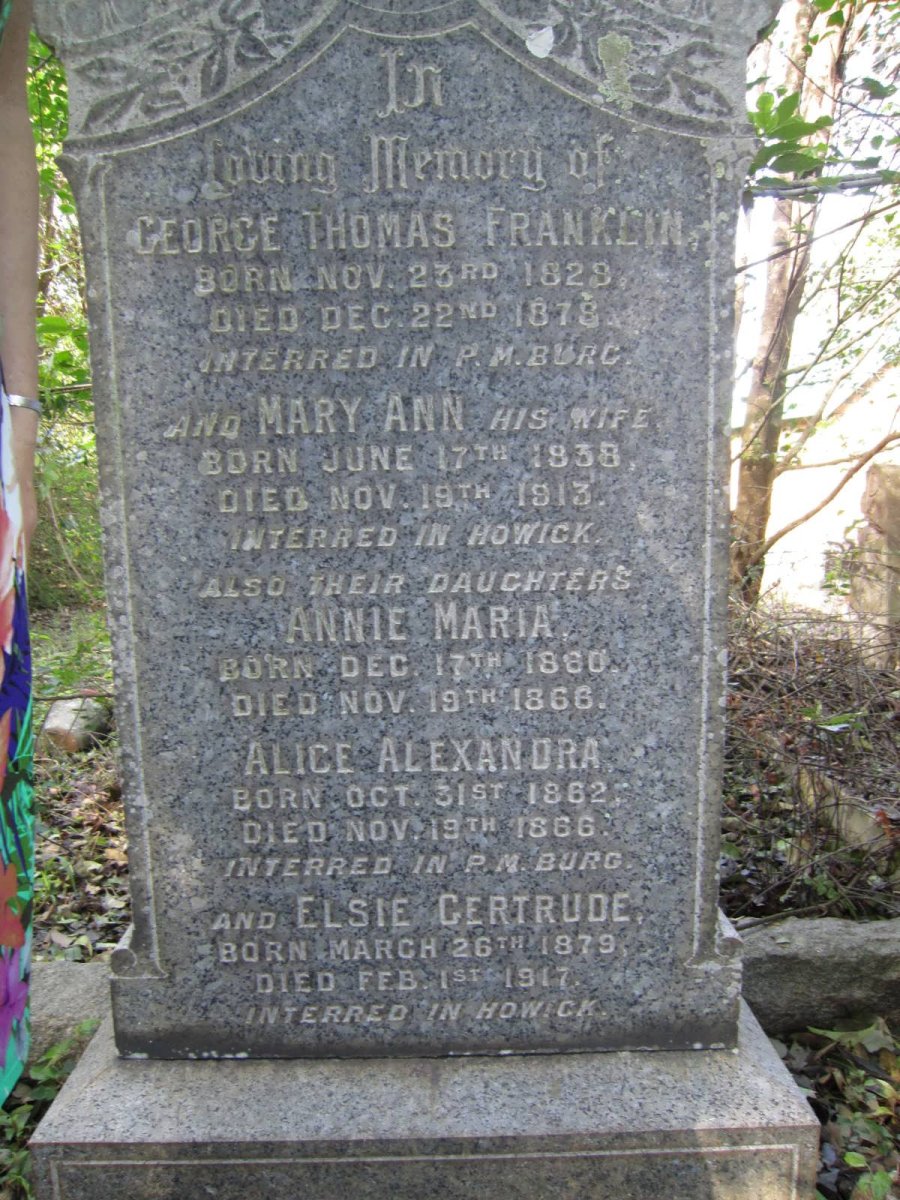 In
Loving Memory of
GEORGE THOMAS FRANKLIN,
BORN NOV. 23RD 1828,
DIED DEC. 22ND 1878.
INTERRED IN P.M.BURG.
AND MARY ANN HIS WIFE,
BORN JUNE 17TH 1838,
DIED NOV. 19TH 1913.
INTERRED IN HOWICK.
ALSO THEIR DAUGHTERS
ANNIE MARIA,
BORN DEC. 17TH 1860,
DIED NOV. 19TH 1866.
ALICE ALEXANDRA
BORN OCT. 31ST 1862,
DIED NOV. 19TH 1866.
INTERRED IN P.M.BURG.
AND ELSIE GERTRUDE,
BORN MARCH 26TH 1879,
DIED FEB. 1ST 1917.
INTERRED IN HOWICK.